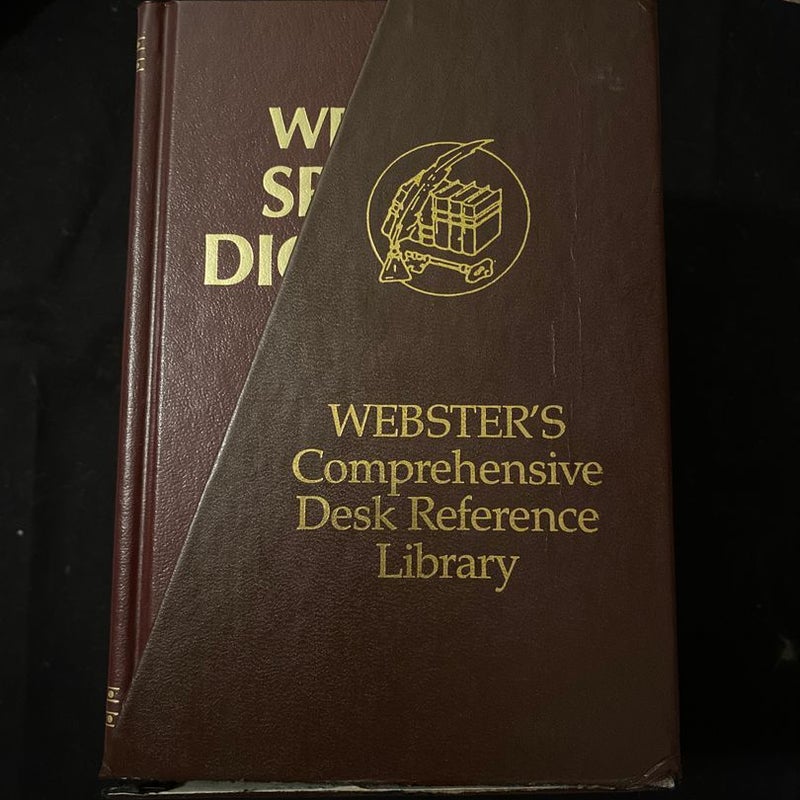 WEBSTER'S
Comprehensive
Desk Reference
Library